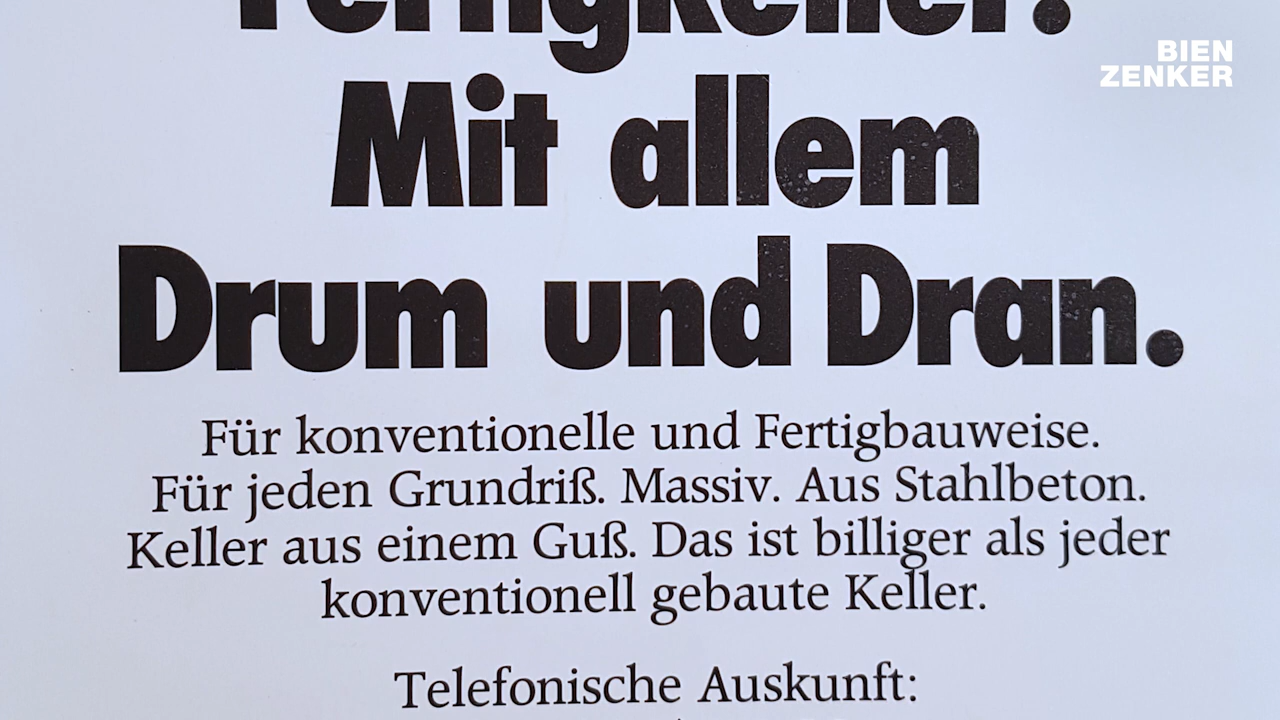 Fertigkeller.
Mit allem
Drum und Dran.
Für konventionelle und Fertigbauweise.
Für jeden Grundriß. Massiv. Aus Stahlbeton.
Keller aus einem Guß. Das ist billiger als jeder
konventionell gebaute Keller.
Telefonische Auskunft:
BIEN
ZENKER